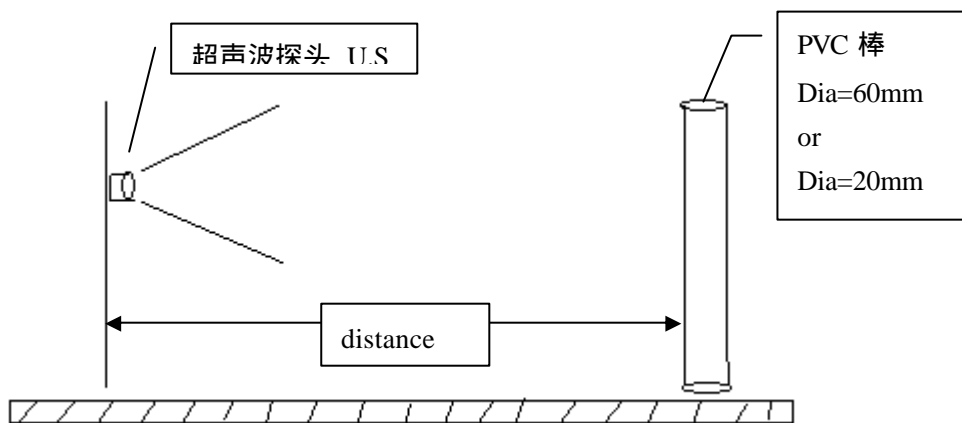 超声波探头 U.S
PVC 棒
Dia=60mm
or
Dia=20mm
distance